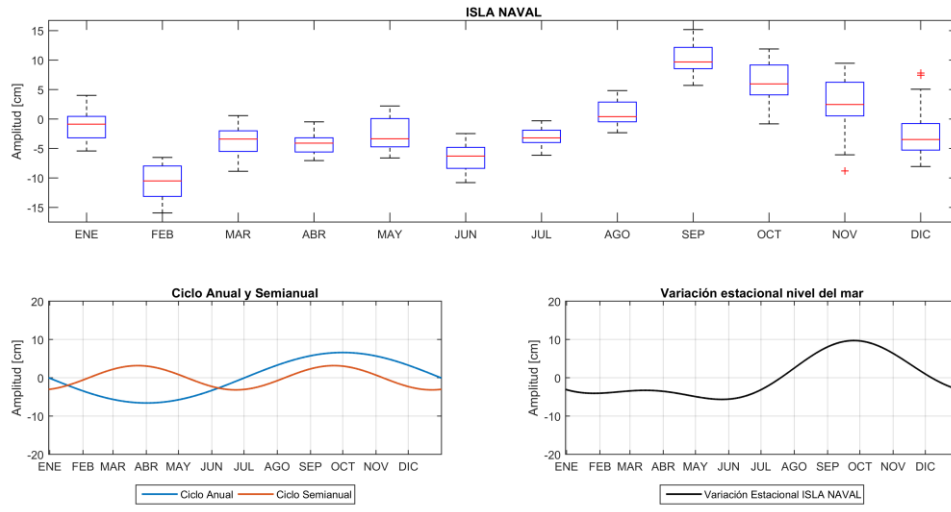 ISLA NAVAL
Amplitud [cm]
15
10
5
0
-5
-10
-15
ENE FEB MAR ABR MAY JUN JUL AGO SEP OCT NOV DIC
Ciclo Anual y Semianual
Amplitud [cm]
20
10
0
-10
-20
ENE FEB MAR ABR MAY JUN JUL AGO SEP OCT NOV DIC
Ciclo Anual Ciclo Semianual
Variación estacional nivel del mar
Amplitud [cm]
20
10
0
-10
-20
ENE FEB MAR ABR MAY JUN JUL AGO SEP OCT NOV DIC
Variación Estacional ISLA NAVAL